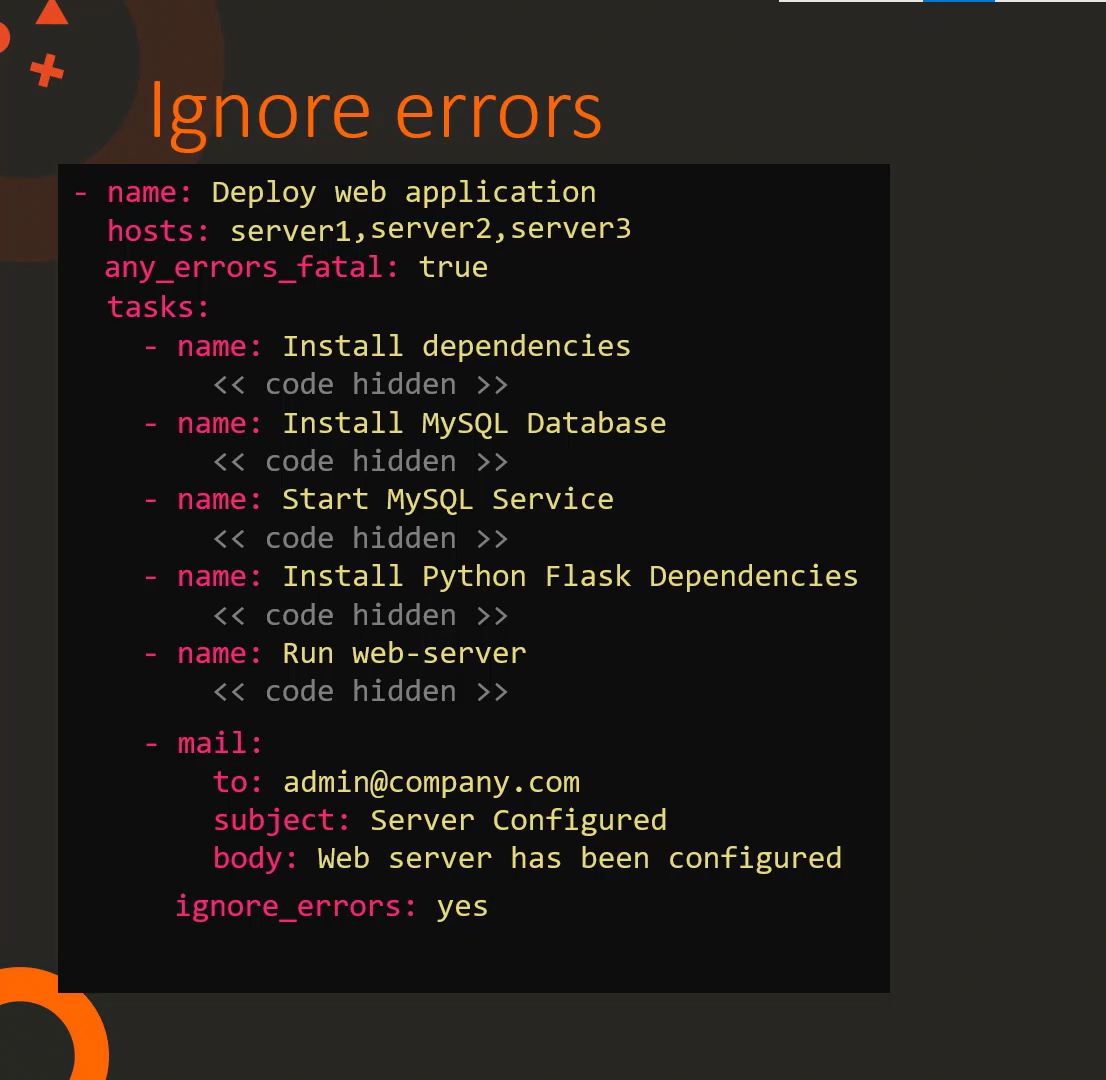 Ignore errors
- name: Deploy web application
  hosts: server1,server2,server3
  any_errors_fatal: true
  tasks:
    - name: Install dependencies
        << code hidden >>
    - name: Install MySQL Database
        << code hidden >>
    - name: Start MySQL Service
        << code hidden >>
    - name: Install Python Flask Dependencies
        << code hidden >>
    - name: Run web-server
        << code hidden >>
    - mail:
        to: admin@company.com
        subject: Server Configured
        body: Web server has been configured
      ignore_errors: yes